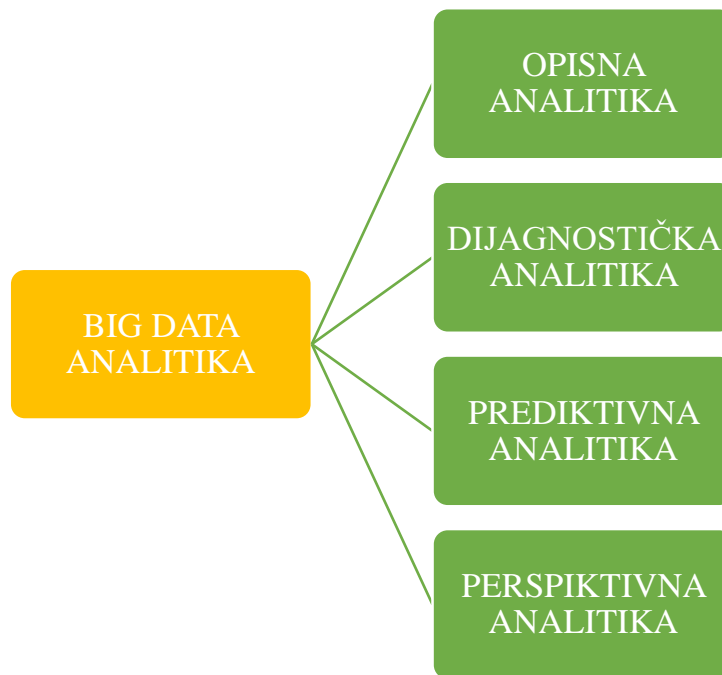 OPISNA
ANALITIKA
DIJAGNOSTIČKA
ANALITIKA
BIG DATA
ANALITIKA
PREDIKTIVNA
ANALITIKA
PERSPIKTIVNA
ANALITIKA